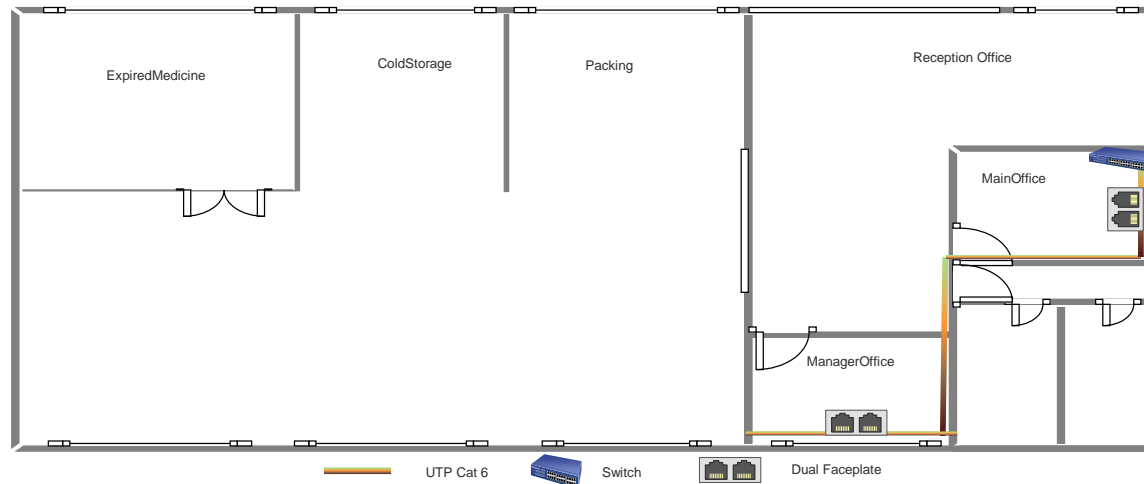 Reception Office
ColdStorage
Packing
ExpiredMedicine
MainOffice
ManagerOffice
UTP Cat 6
Switch
Dual Faceplate